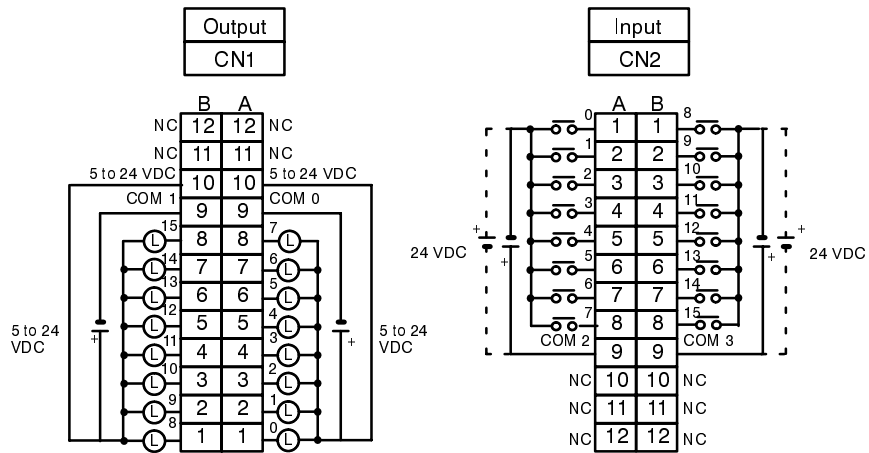 Output Input
CN1 CN2
B A A B
NC 12 12 NC
NC 11 11 NC
5 to 24 VDC 10 10 5 to 24 VDC
COM 1 9 9 COM 0
15 L 8 8 7 L
14 L 7 7 6 L
13 L 6 6 5 L
12 L 5 5 4 L
11 L 4 4 3 L
10 L 3 3 2 L
9 L 2 2 1 L
8 L 1 1 0 L
5 to 24
VDC
+
+
5 to 24
VDC
0 1 1 8
1 2 2 9
2 3 3 10
3 4 4 11
4 5 5 12
5 6 6 13
6 7 7 14
7 8 8 15
COM 2 9 9 COM 3
NC 10 10 NC
NC 11 11 NC
NC 12 12 NC
+
24 VDC
+
+
+
24 VDC